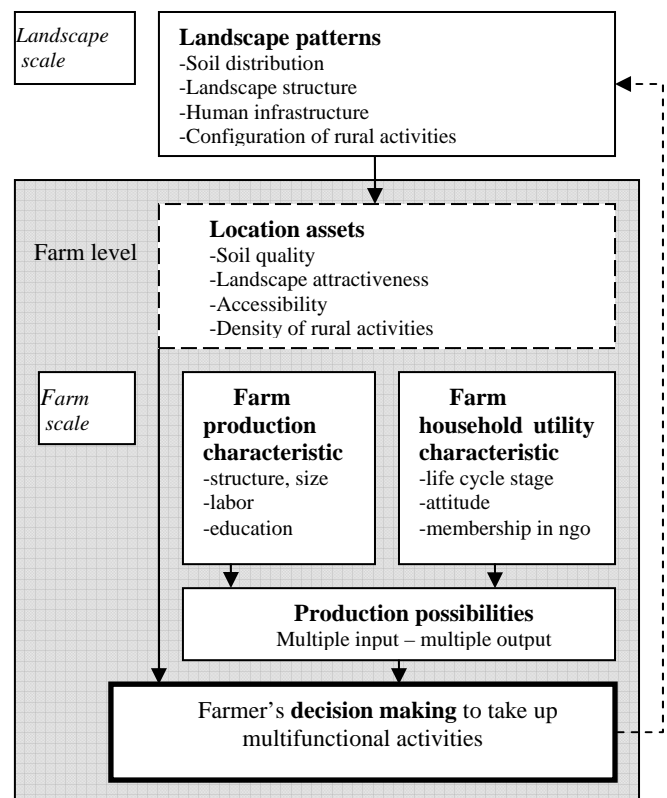 Landscape
scale
Landscape patterns
-Soil distribution
-Landscape structure
-Human infrastructure
-Configuration of rural activities
Farm level
Location assets
-Soil quality
-Landscape attractiveness
-Accessibility
-Density of rural activities
Farm
scale
Farm
production
characteristic
-structure, size
-labor
-education
Farm
household utility
characteristic
-life cycle stage
-attitude
-membership in ngo
Production possibilities
Multiple input – multiple output
Farmer’s decision making to take up
multifunctional activities